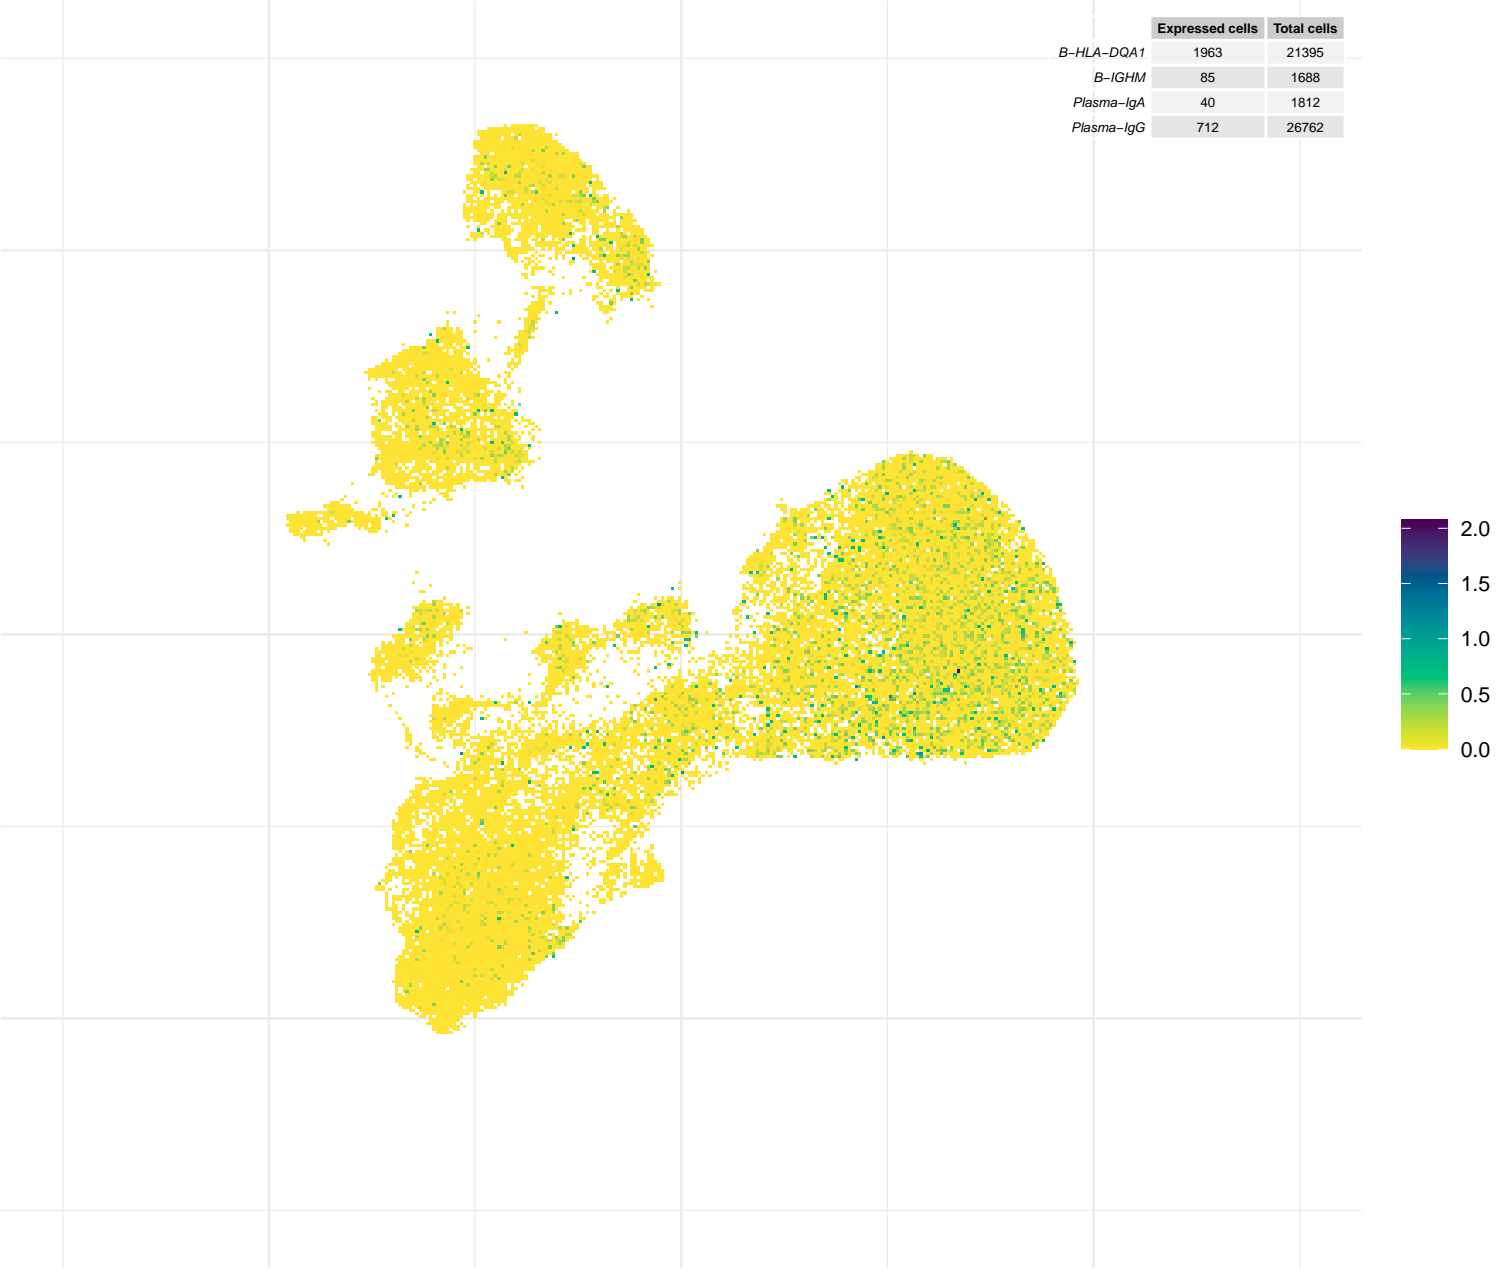 Expressed cells Total cells
B−HLA−DQA1 1963 21395
B−IGHM 85 1688
Plasma−IgA 40 1812
Plasma−IgG 712 26762
2.0
1.5
1.0
0.5
0.0